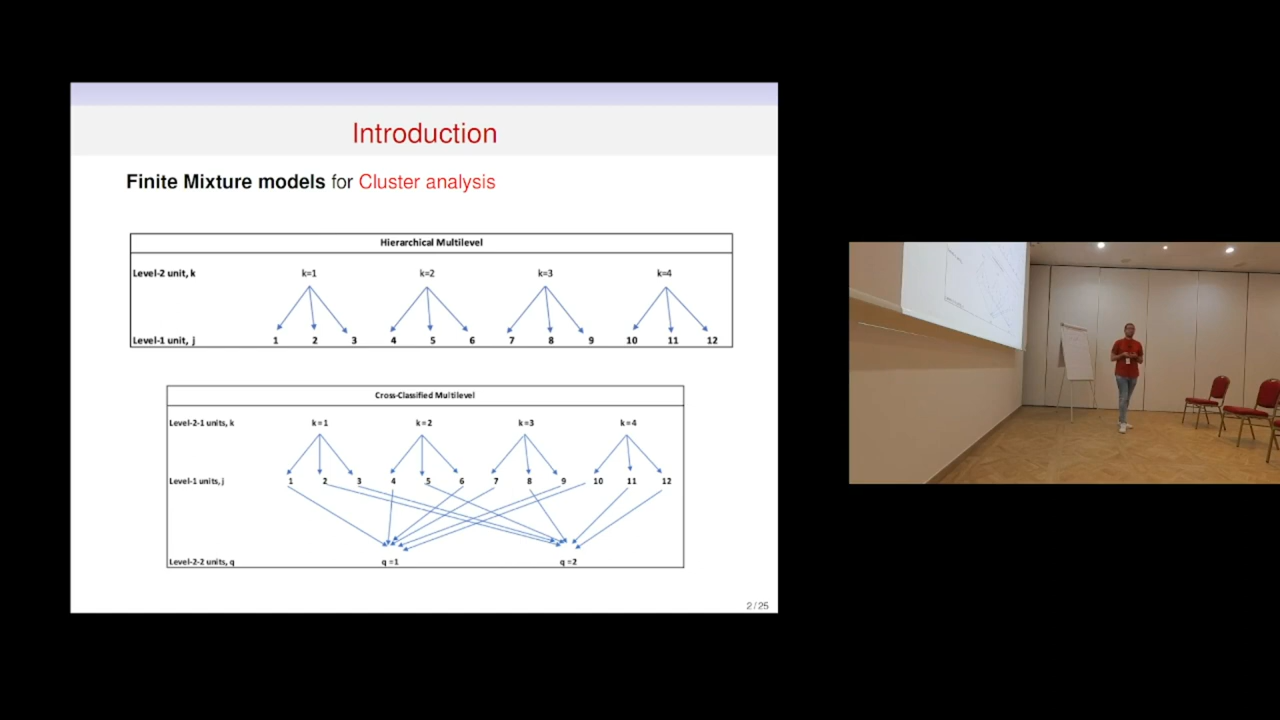 Introduction
Finite Mixture models for Cluster analysis
Hierarchical Multilevel
Level-2 unit, k k=1 k=2 k=3 k=4
Level-1 unit, j 1 2 3 4 5 6 7 8 9 10 11 12
Cross-Classified Multilevel
Level-2-1 units, k k=1 k=2 k=3 k=4
Level-1 units, j 1 2 3 4 5 6 7 8 9 10 11 12
Level-2-2 units, q q =1 q =2
2 / 25